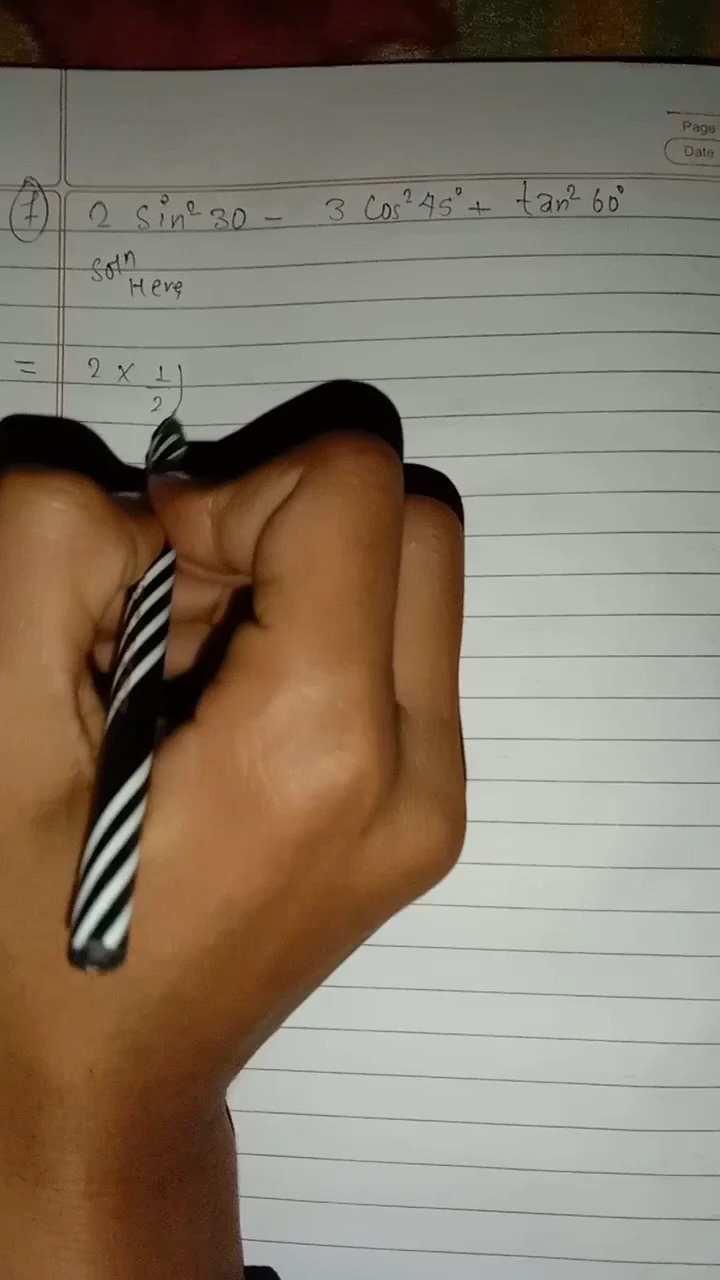 Page
Date
7 2 Sin² 30 - 3 Cos² 45° + tan² 60°
Soln
Here
= 2 × 1/2)